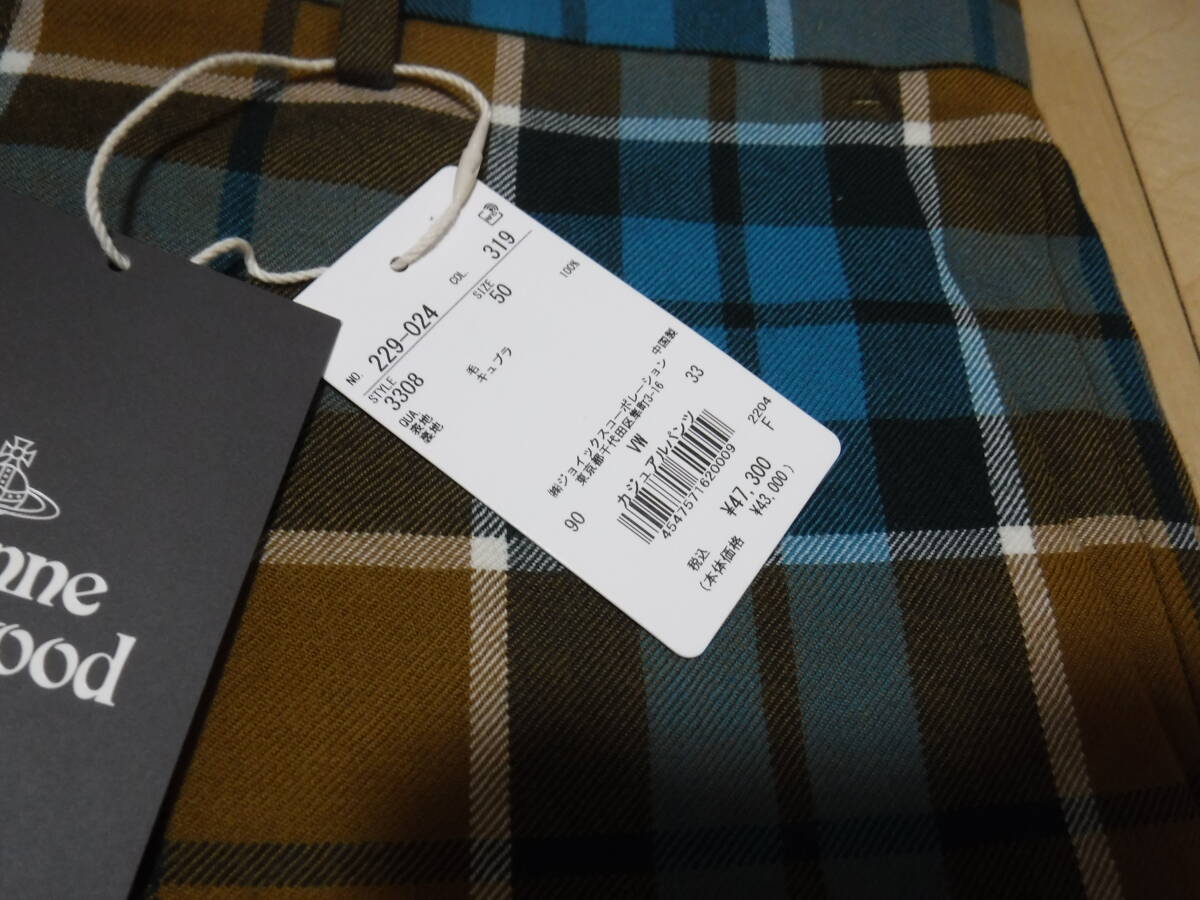 NO. 229-024 COL. 319
STYLE 3308 SIZE 50
QUA.
表地 毛 100%
裏地 キュプラ
㈱ジョイックスコーポレーション 中国製
東京都千代田区隼町3-16 33
VW
90 カジュアルパンツ 2204
F
4547571620009
税込 ¥47,300
(本体価格 ¥43,000)
nne
ood